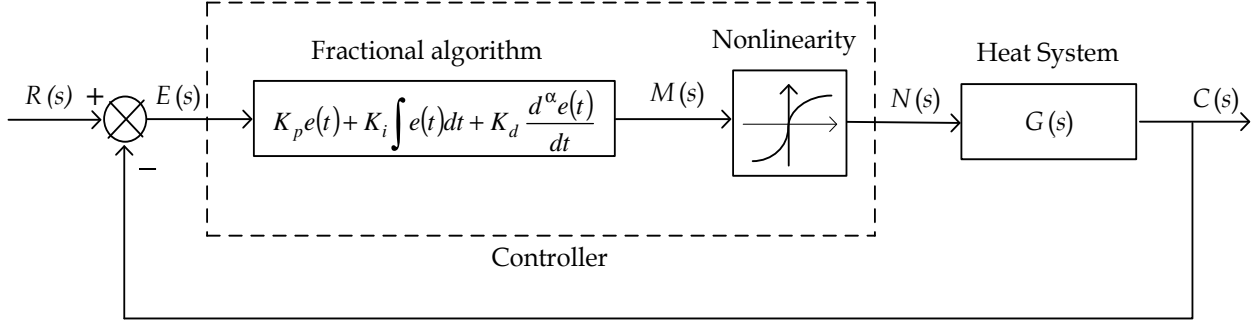 Fractional algorithm
Nonlinearity
Heat System
R(s) +
E(s)
K_p e(t) + K_i ∫ e(t)dt + K_d d^α e(t)/dt
M(s)
N(s)
G(s)
C(s)
−
Controller